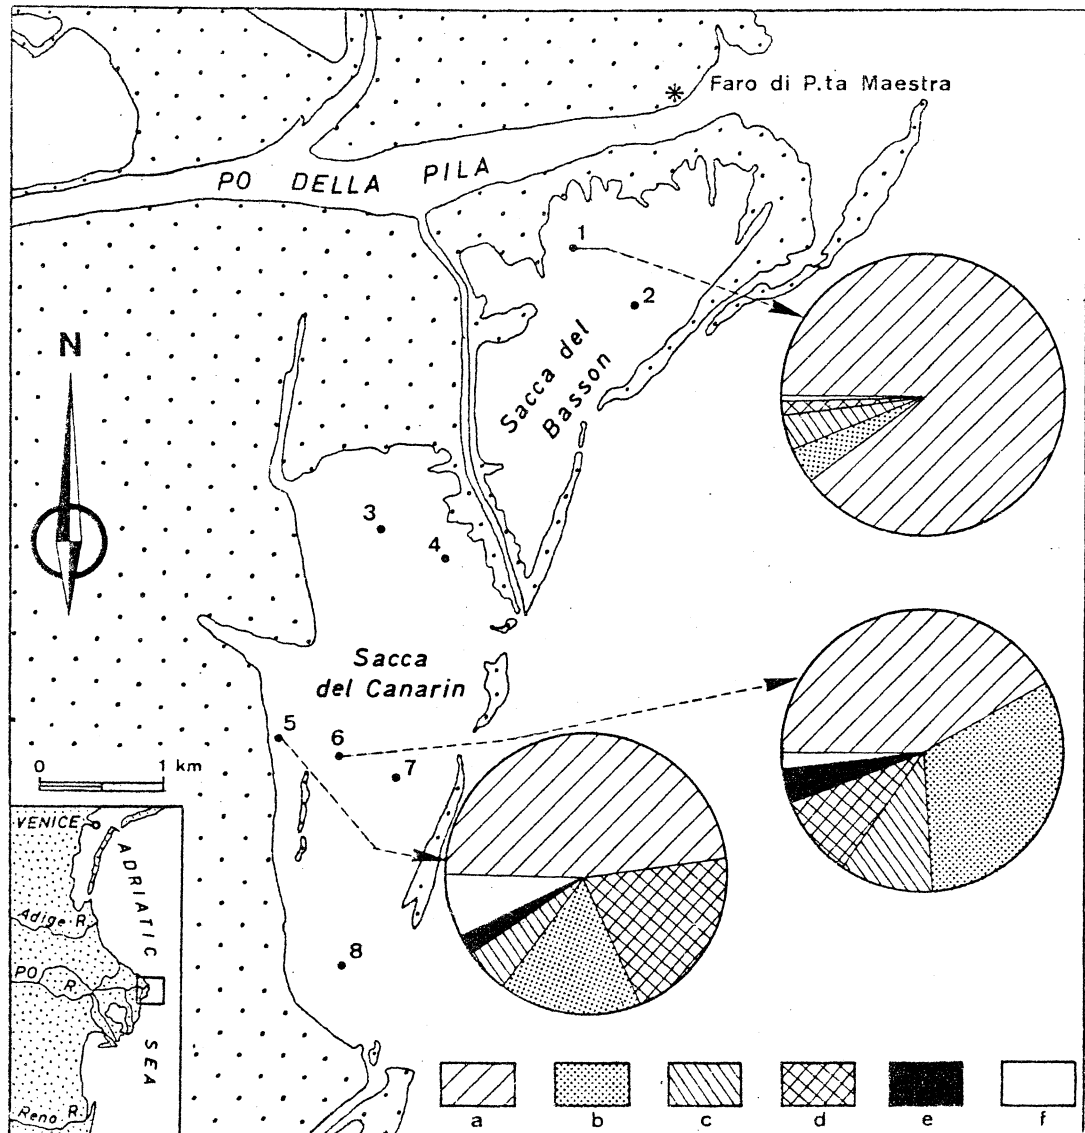 Faro di P.ta Maestra
PO DELLA PILA
1
2
Sacca del
Basson
N
3
4
Sacca
del Canarin
5
6
7
0 1 km
VENICE
ADRIATIC
SEA
Adige R.
PO
R.
Reno R.
8
a b c d e f